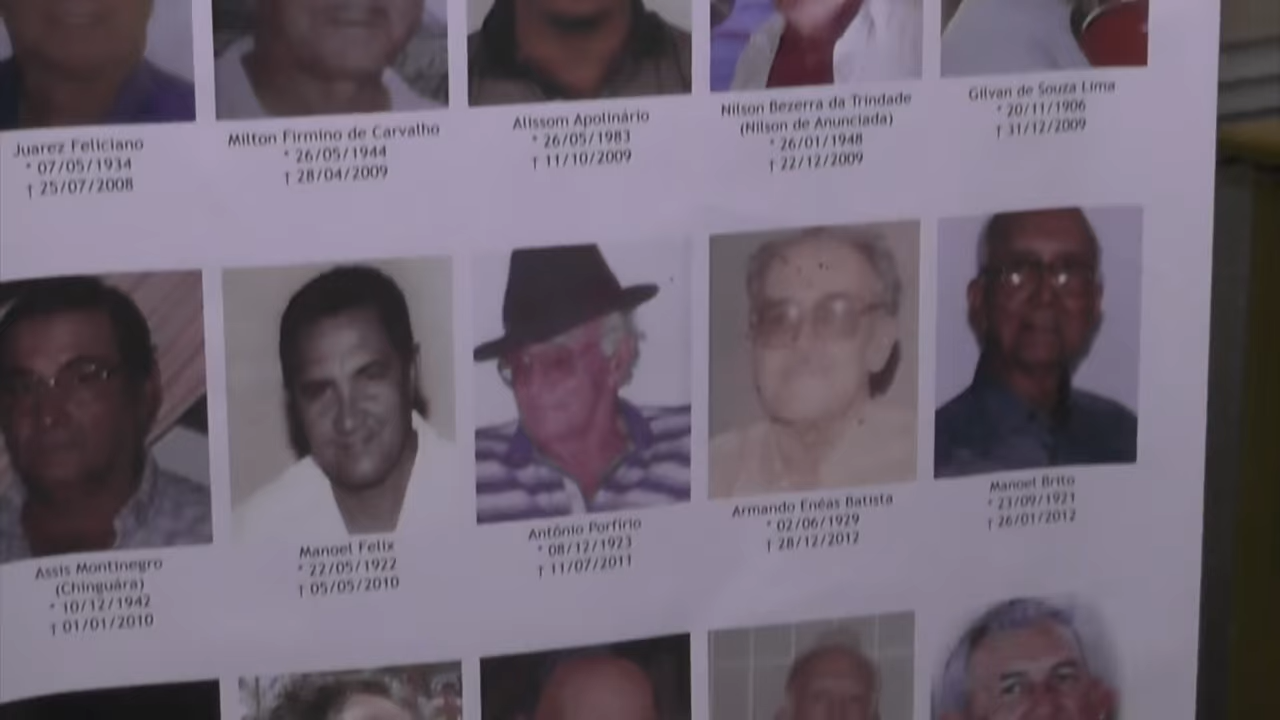 Juarez Feliciano
* 07/05/1934
† 25/07/2008
Milton Firmino de Carvalho
* 26/05/1944
† 28/04/2009
Alissom Apolinário
* 26/05/1983
† 11/10/2009
Nilson Bezerra da Trindade
(Nilson de Anunciada)
* 26/01/1948
† 22/12/2009
Gilvan de Souza Lima
* 20/11/1906
† 31/12/2009
Assis Montinegro
(Chinguára)
* 10/12/1942
† 01/01/2010
Manoel Felix
* 22/05/1922
† 05/05/2010
Antônio Porfírio
* 08/12/1923
† 11/07/2011
Armando Enéas Batista
* 02/06/1929
† 28/12/2012
Manoel Brito
* 23/09/1921
† 26/01/2012